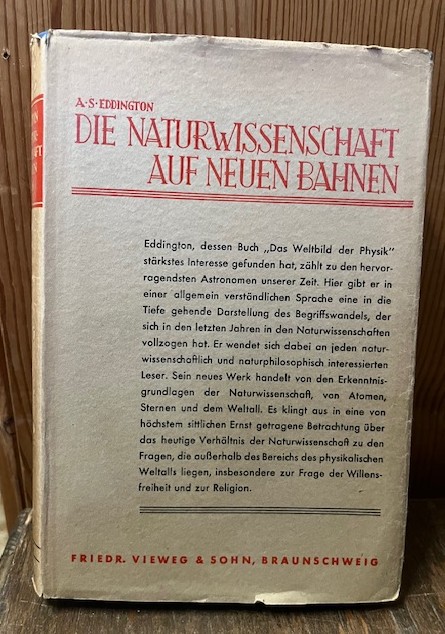 A·S·EDDINGTON
DIE NATURWISSENSCHAFT
AUF NEUEN BAHNEN
Eddington, dessen Buch „Das Weltbild der Physik"
stärkstes Interesse gefunden hat, zählt zu den hervor-
ragendsten Astronomen unserer Zeit. Hier gibt er in
einer allgemein verständlichen Sprache eine in die
Tiefe gehende Darstellung des Begriffswandels, der
sich in den letzten Jahren in den Naturwissenschaften
vollzogen hat. Er wendet sich dabei an jeden natur-
wissenschaftlich und naturphilosophisch interessierten
Leser. Sein neues Werk handelt von den Erkenntnis-
grundlagen der Naturwissenschaft, von Atomen,
Sternen und dem Weltall. Es klingt aus in eine von
höchstem sittlichen Ernst getragene Betrachtung über
das heutige Verhältnis der Naturwissenschaft zu den
Fragen, die außerhalb des Bereichs des physikalischen
Weltalls liegen, insbesondere zur Frage der Willens-
freiheit und zur Religion.
FRIEDR. VIEWEG & SOHN, BRAUNSCHWEIG